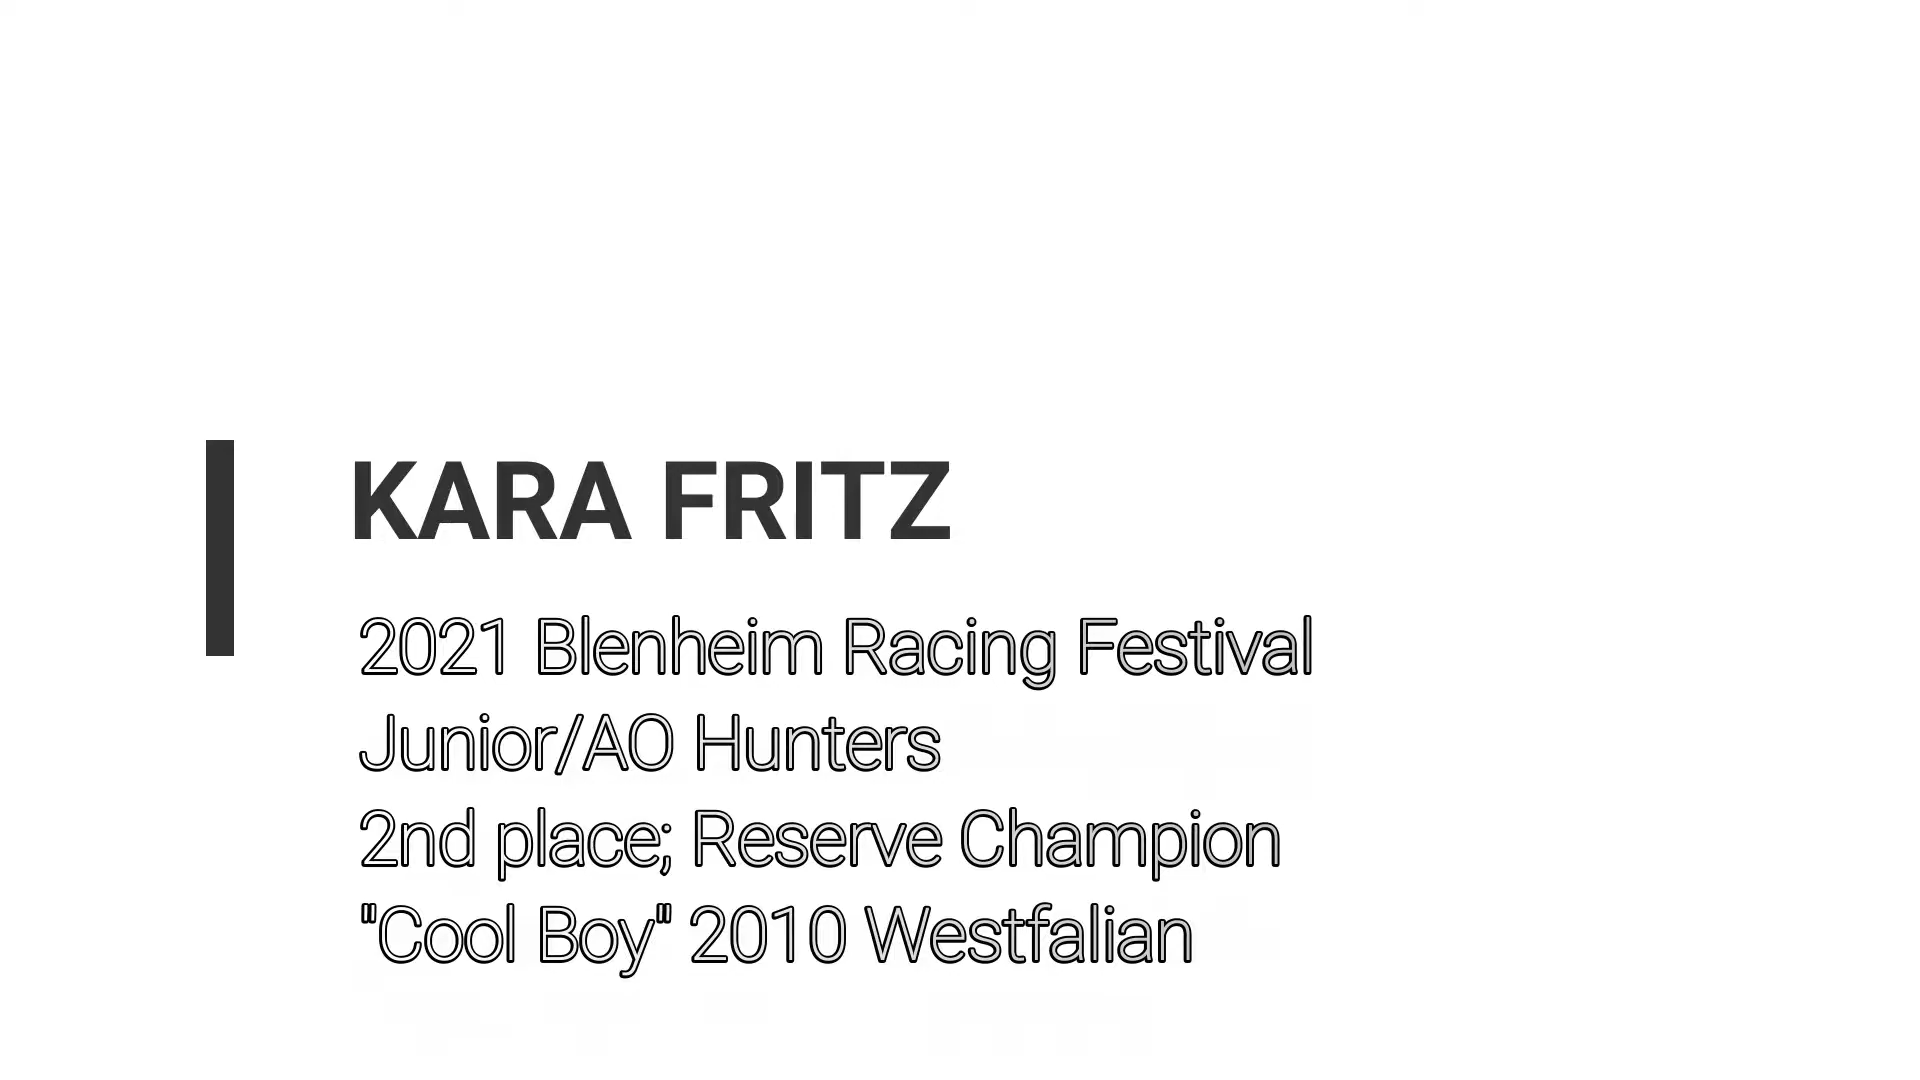 KARA FRITZ
2021 Blenheim Racing Festival
Junior/AO Hunters
2nd place; Reserve Champion
"Cool Boy" 2010 Westfalian